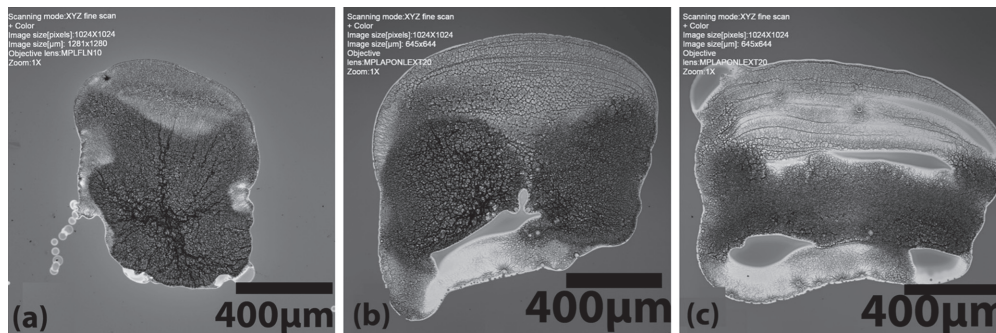 Scanning mode:XYZ fine scan
+ Color
Image size[pixels]:1024X1024
Image size[μm]: 1281x1280
Objective lens:MPLFLN10
Zoom:1X
400μm
(a)
Scanning mode:XYZ fine scan
+ Color
Image size[pixels]:1024X1024
Image size[μm]: 645x644
Objective
lens:MPLAPONLEXT20
Zoom:1X
400μm
(b)
Scanning mode:XYZ fine scan
+ Color
Image size[pixels]:1024X1024
Image size[μm]: 645x644
Objective
lens:MPLAPONLEXT20
Zoom:1X
400μm
(c)